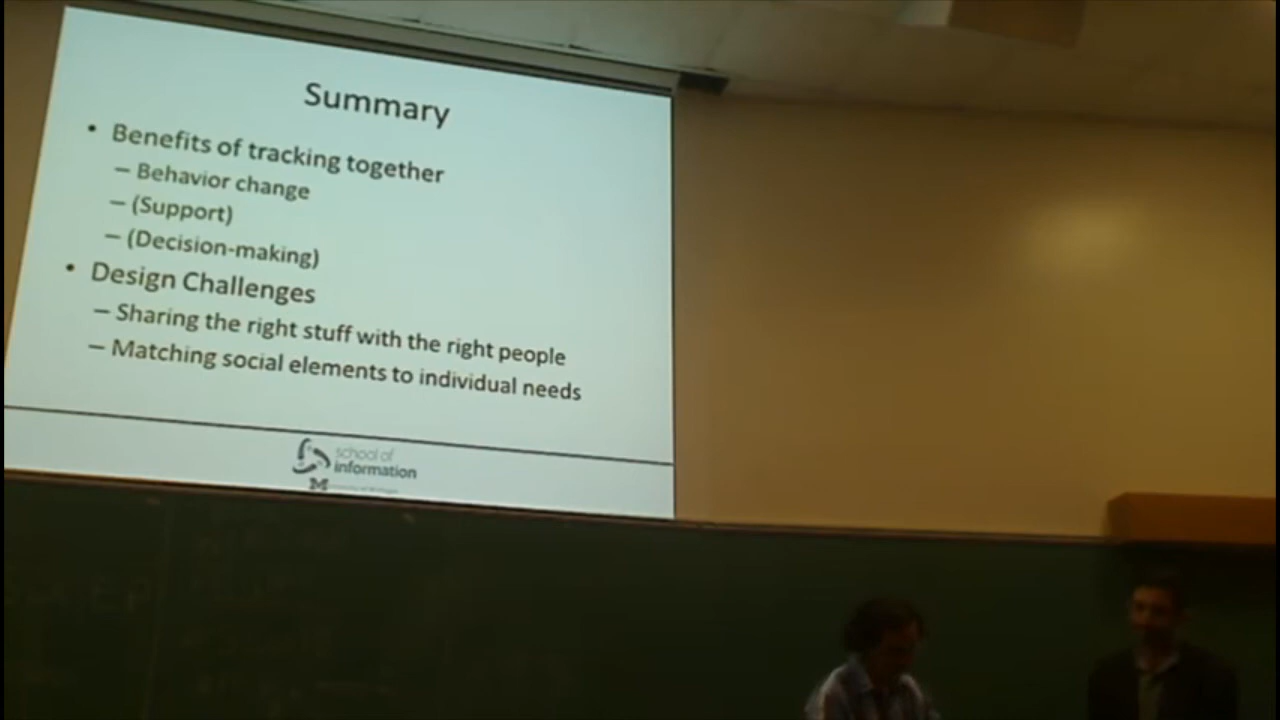 Summary
• Benefits of tracking together
– Behavior change
– (Support)
– (Decision-making)
• Design Challenges
– Sharing the right stuff with the right people
– Matching social elements to individual needs
school of
information
M